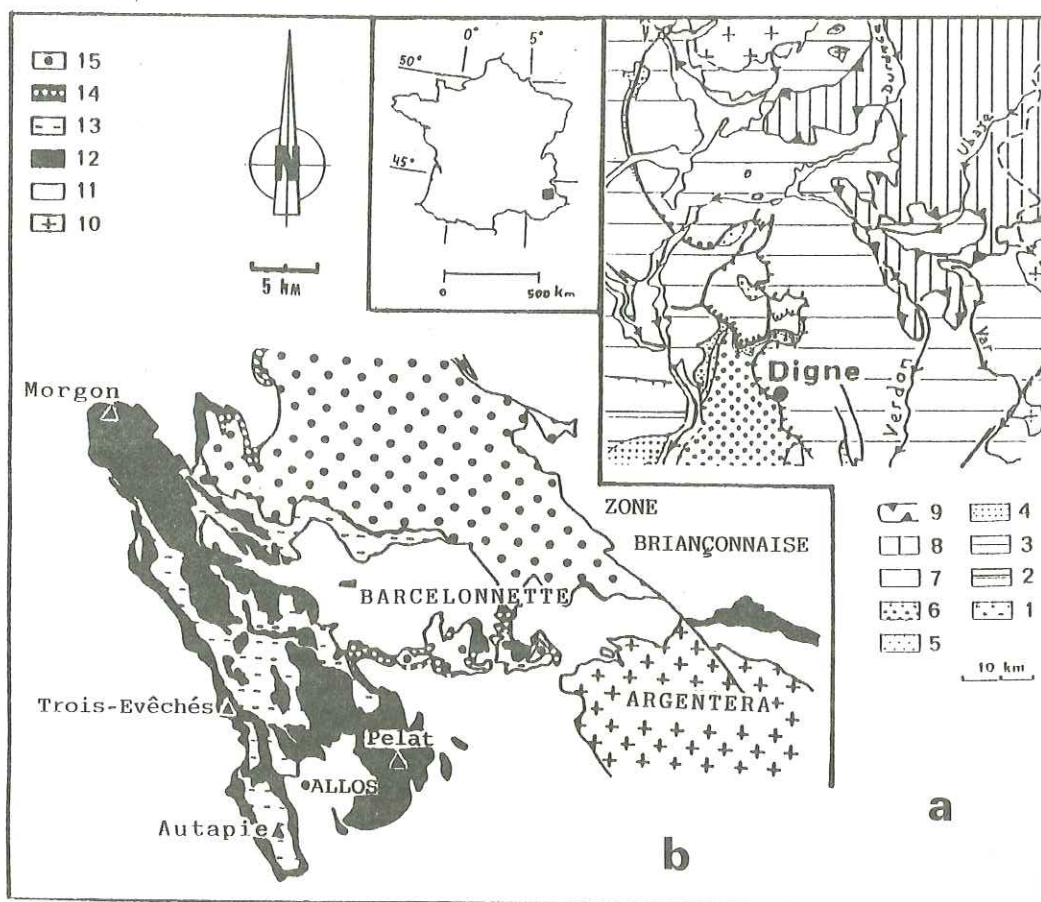 15
14
13
12
11
10
N
5 km
0°
5°
50°
45°
0
500 km
Durance
Ubaye
Digne
Verdon
Var
Morgon
ZONE
BRIANÇONNAISE
BARCELONNETTE
ARGENTERA
Trois-Evêchés
Pelat
ALLOS
Autapie
9
4
8
3
7
2
6
1
5
10 km
a
b